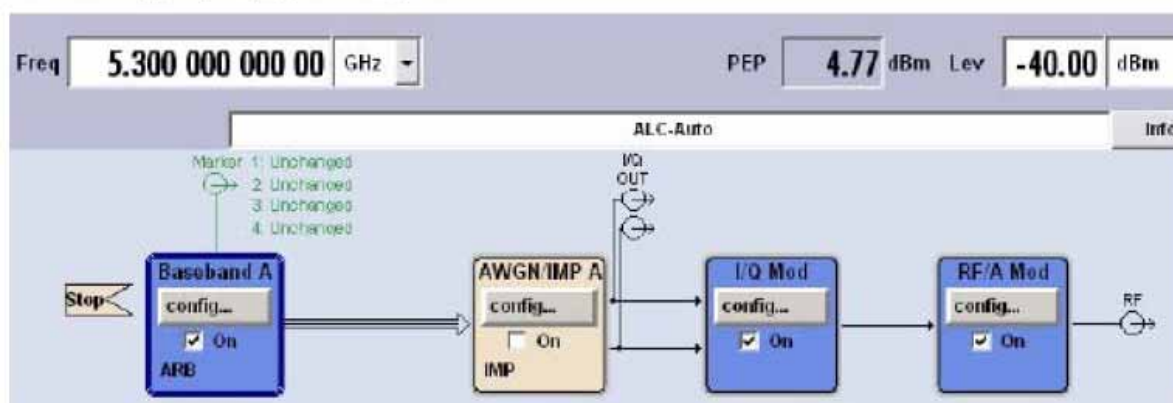 Freq 5.300 000 000 00 GHz PEP 4.77 dBm Lev -40.00 dBm
ALC-Auto Info
Marker 1: Unchanged
2: Unchanged
3: Unchanged
4: Unchanged
I/Q
OUT
Baseband A
config...
On
ARB
Stop
AWGN/IMP A
config...
On
IMP
I/Q Mod
config...
On
RF/A Mod
config...
On
RF